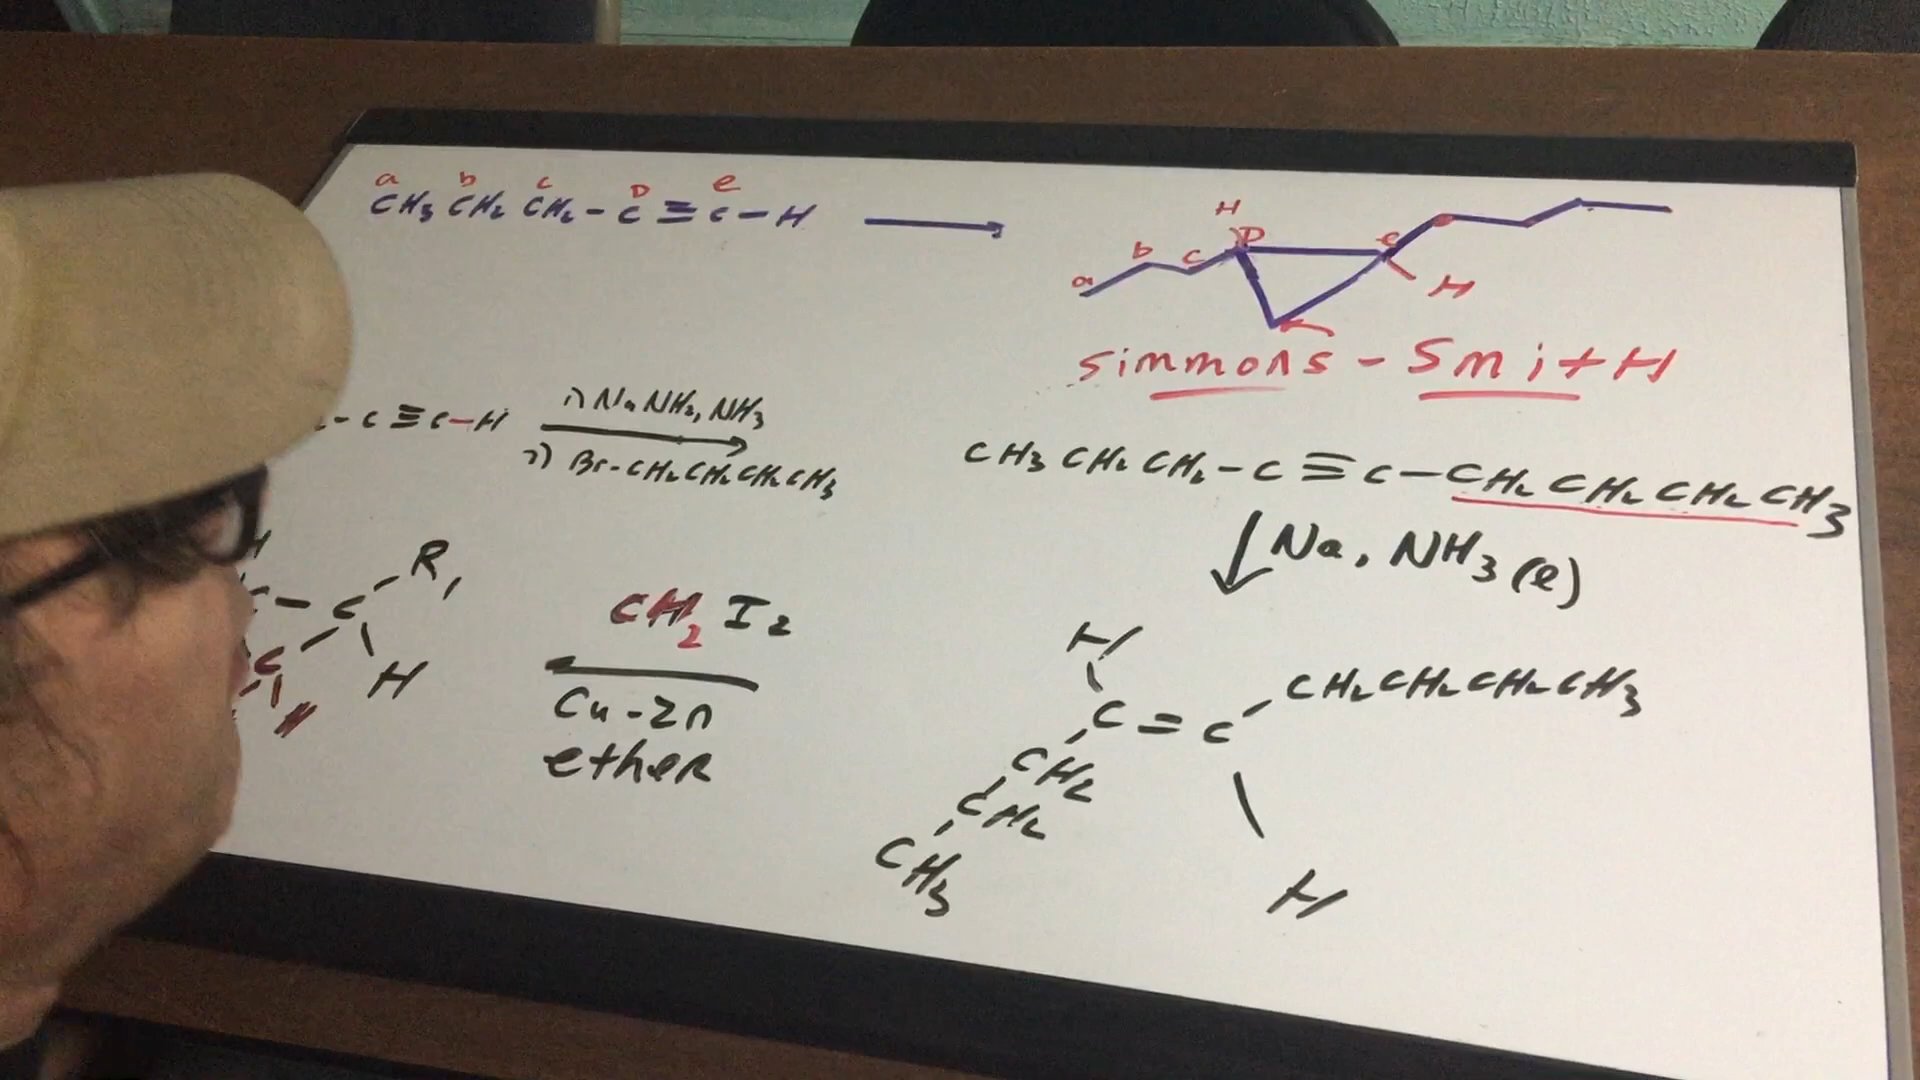 a b c D e
CH3 CH2 CH2 - C ≡ C - H
H
a b c D e
H
simmons - SmitH
- C ≡ C - H
1) NaNH2, NH3
2) Br-CH2CH2CH2CH3
CH3 CH2 CH2 - C ≡ C - CH2 CH2 CH2 CH3
Na, NH3 (l)
H
C - C - R,
C
H
H
CH2 I2
Cu-Zn
ether
H
C = C - CH2CH2CH2CH3
CH2
CH2
CH3
H